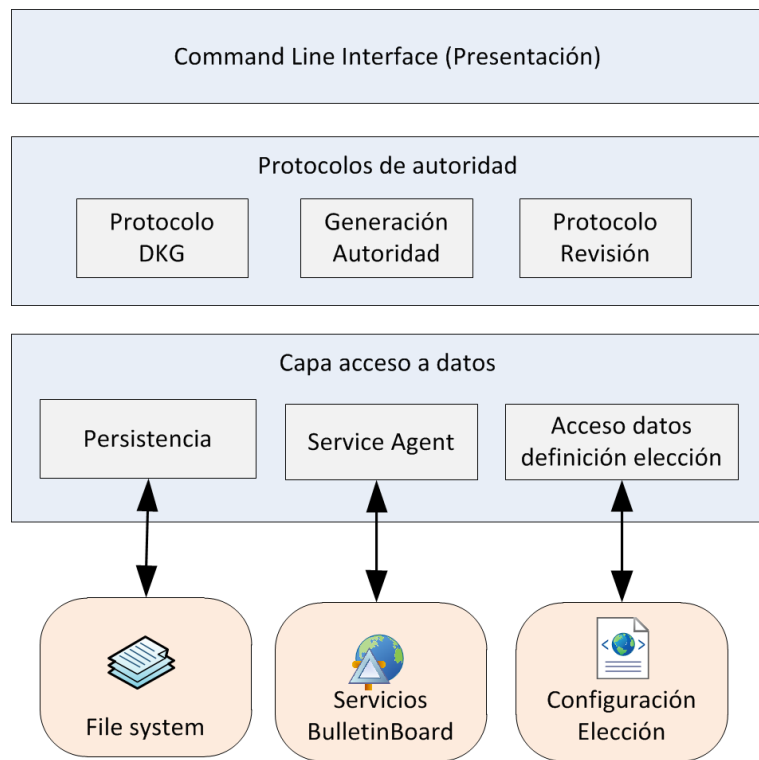 Command Line Interface (Presentación)
Protocolos de autoridad
Protocolo
DKG
Generación
Autoridad
Protocolo
Revisión
Capa acceso a datos
Persistencia
Service Agent
Acceso datos
definición elección
File system
Servicios
BulletinBoard
Configuración
Elección